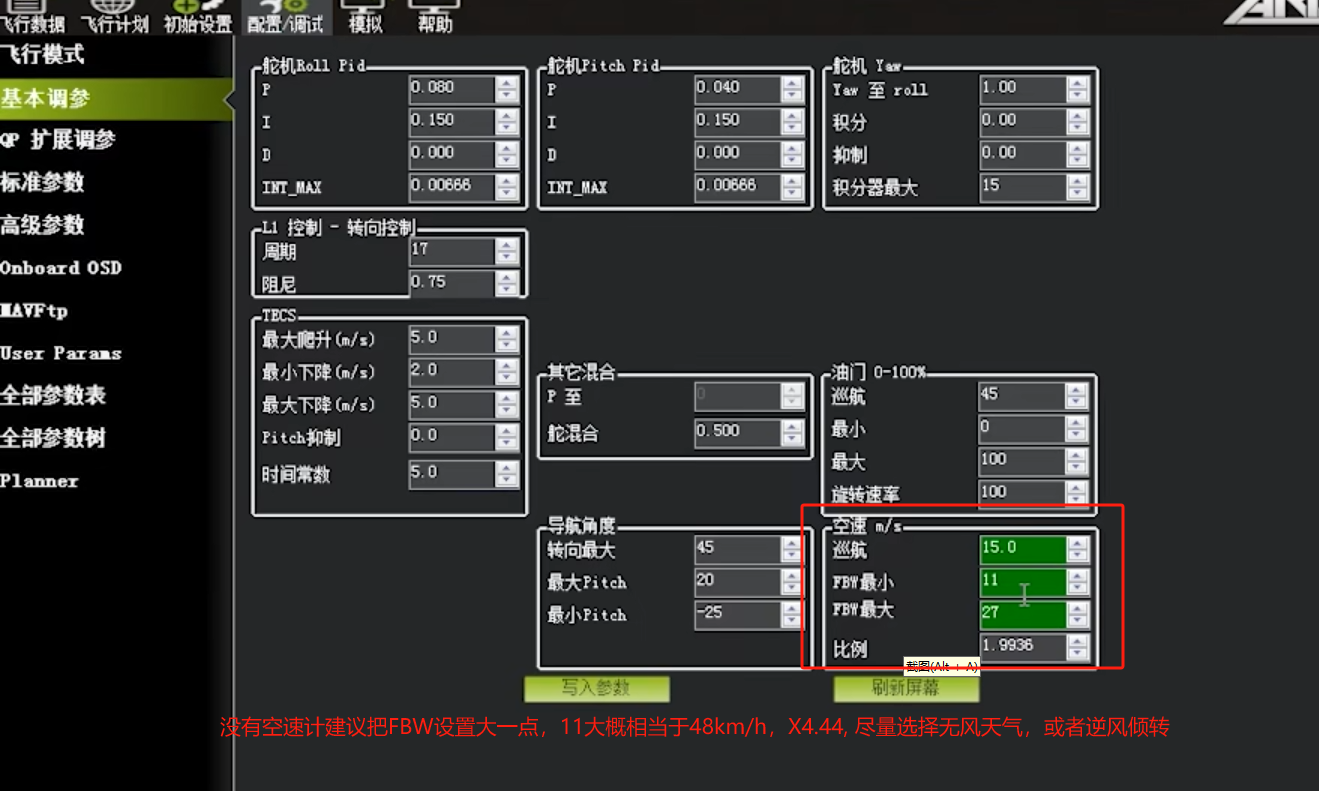 飞行数据 飞行计划 初始设置 配置/调试 模拟 帮助
飞行模式
基本调参
QP 扩展调参
标准参数
高级参数
Onboard OSD
MAVFtp
User Params
全部参数表
全部参数树
Planner
舵机Roll Pid
P 0.080
I 0.150
D 0.000
INT_MAX 0.00666
舵机Pitch Pid
P 0.040
I 0.150
D 0.000
INT_MAX 0.00666
舵机 Yaw
Yaw 至 roll 1.00
积分 0.00
抑制 0.00
积分器最大 15
L1 控制 - 转向控制
周期 17
阻尼 0.75
TECS
最大爬升(m/s) 5.0
最小下降(m/s) 2.0
最大下降(m/s) 5.0
Pitch抑制 0.0
时间常数 5.0
其它混合
P 至 0
舵混合 0.500
油门 0-100%
巡航 45
最小 0
最大 100
旋转速率 100
导航角度
转向最大 45
最大Pitch 20
最小Pitch -25
空速 m/s
巡航 15.0
FBW最小 11
FBW最大 27
比例 1.9936
截图(Alt + A)
写入参数
刷新屏幕
没有空速计建议把FBW设置大一点，11大概相当于48km/h，X4.44, 尽量选择无风天气，或者逆风倾转